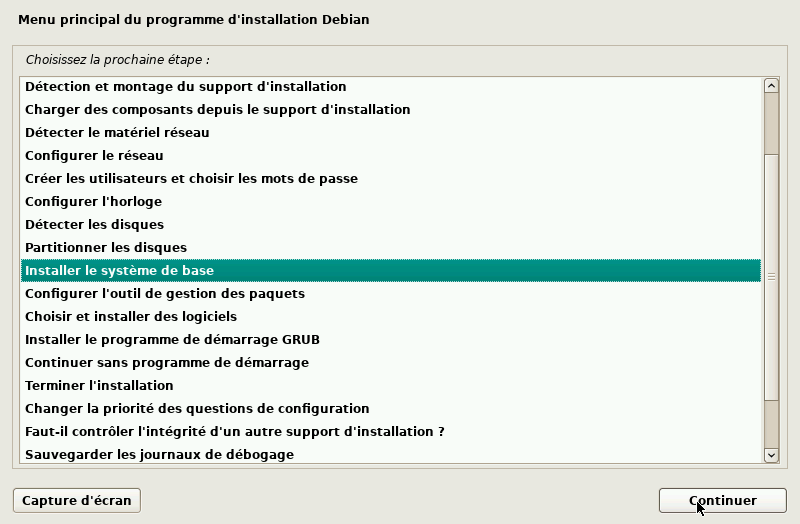 Menu principal du programme d'installation Debian
Choisissez la prochaine étape :
Détection et montage du support d'installation
Charger des composants depuis le support d'installation
Détecter le matériel réseau
Configurer le réseau
Créer les utilisateurs et choisir les mots de passe
Configurer l'horloge
Détecter les disques
Partitionner les disques
Installer le système de base
Configurer l'outil de gestion des paquets
Choisir et installer des logiciels
Installer le programme de démarrage GRUB
Continuer sans programme de démarrage
Terminer l'installation
Changer la priorité des questions de configuration
Faut-il contrôler l'intégrité d'un autre support d'installation ?
Sauvegarder les journaux de débogage
Capture d'écran
Continuer